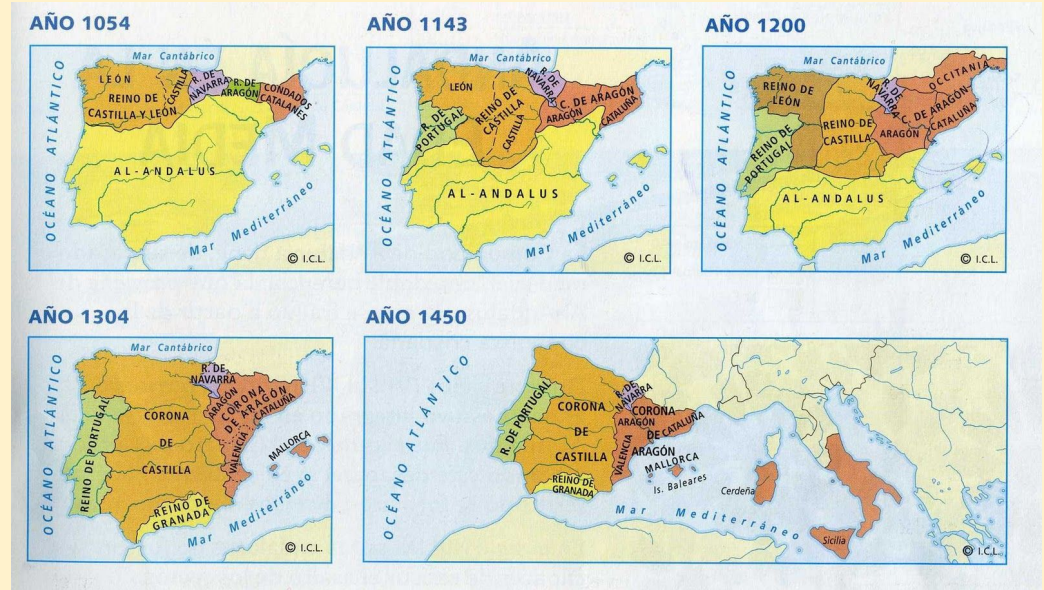 AÑO 1054
Mar Cantábrico
OCÉANO ATLÁNTICO
LEÓN
REINO DE
CASTILLA Y LEÓN
CASTILLA
R. DE
NAVARRA
R. DE
ARAGÓN
CONDADOS
CATALANES
AL-ANDALUS
Mar Mediterráneo
© I.C.L.
AÑO 1143
Mar Cantábrico
OCÉANO ATLÁNTICO
LEÓN
REINO DE
CASTILLA
CASTILLA
R. DE
NAVARRA
C. DE ARAGÓN
ARAGÓN
CATALUÑA
R. DE
PORTUGAL
AL-ANDALUS
Mar Mediterráneo
© I.C.L.
AÑO 1200
Mar Cantábrico
OCÉANO ATLÁNTICO
REINO DE
LEÓN
REINO DE
CASTILLA
R. DE
NAVARRA
OCCITANIA
C. DE ARAGÓN-
CATALUÑA
ARAGÓN
REINO DE
PORTUGAL
AL-ANDALUS
Mar Mediterráneo
© I.C.L.
AÑO 1304
Mar Cantábrico
OCÉANO ATLÁNTICO
R. DE
NAVARRA
ARAGÓN
CORONA
DE ARAGÓN
CATALUÑA
VALENCIA
MALLORCA
CORONA
DE
CASTILLA
REINO DE PORTUGAL
REINO DE
GRANADA
Mar Mediterráneo
© I.C.L.
AÑO 1450
OCÉANO ATLÁNTICO
R. DE PORTUGAL
CORONA
DE
CASTILLA
R. DE
NAVARRA
CORONA
ARAGÓN
DE CATALUÑA
ARAGÓN
VALENCIA
MALLORCA
Is. Baleares
REINO DE
GRANADA
Cerdeña
Sicilia
Mar Mediterráneo
© I.C.L.